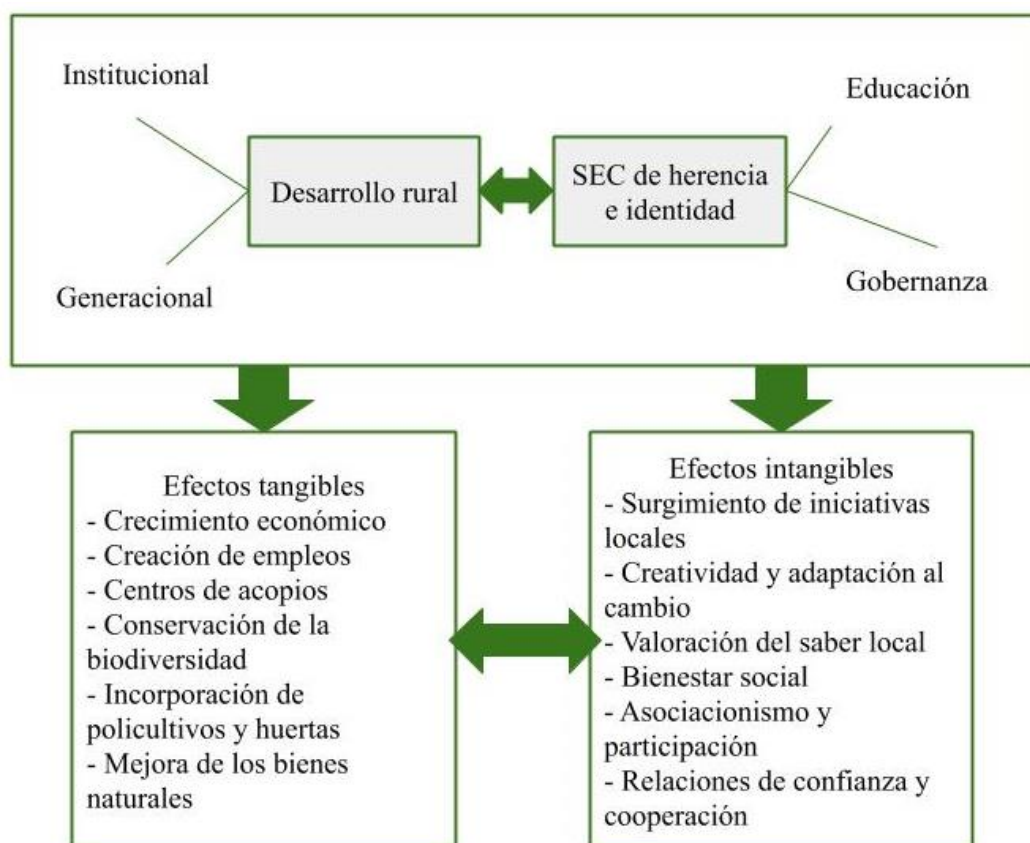 Institucional
Educación
Desarrollo rural
SEC de herencia
e identidad
Generacional
Gobernanza
Efectos tangibles
- Crecimiento económico
- Creación de empleos
- Centros de acopios
- Conservación de la
biodiversidad
- Incorporación de
policultivos y huertas
- Mejora de los bienes
naturales
Efectos intangibles
- Surgimiento de iniciativas
locales
- Creatividad y adaptación al
cambio
- Valoración del saber local
- Bienestar social
- Asociacionismo y
participación
- Relaciones de confianza y
cooperación